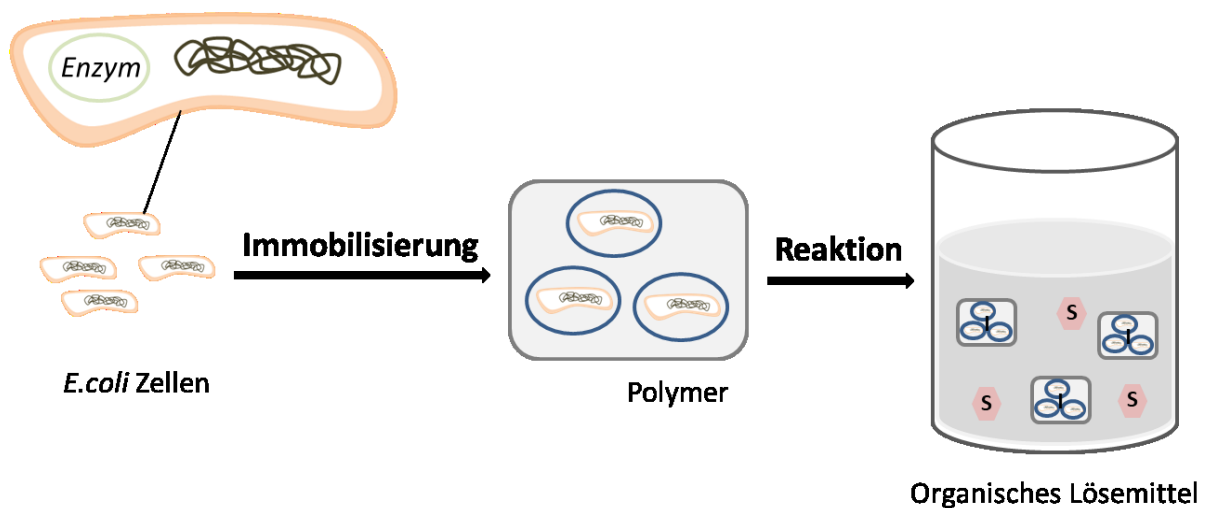 Enzym
Immobilisierung
Reaktion
E.coli Zellen
Polymer
S
I
I
S
I
S
Organisches Lösemittel